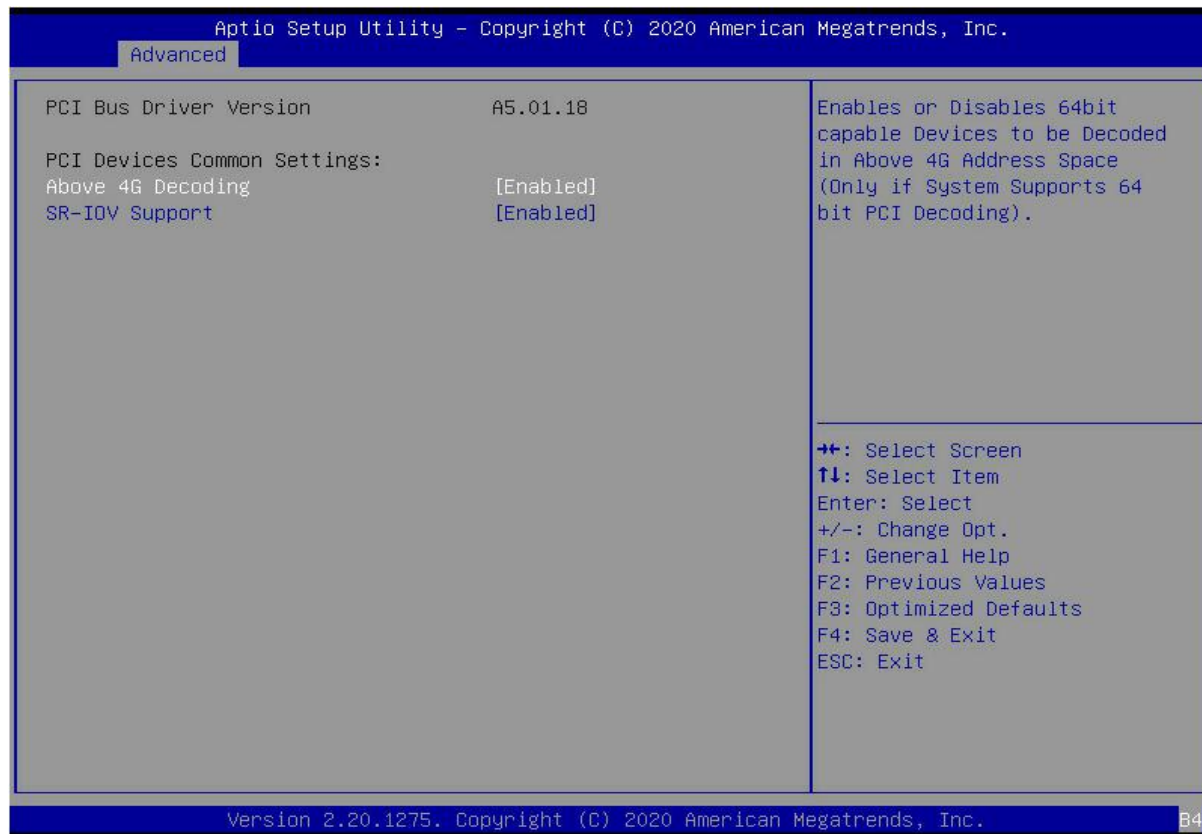 Aptio Setup Utility – Copyright (C) 2020 American Megatrends, Inc.
Advanced
PCI Bus Driver Version A5.01.18
PCI Devices Common Settings:
Above 4G Decoding [Enabled]
SR-IOV Support [Enabled]
Enables or Disables 64bit
capable Devices to be Decoded
in Above 4G Address Space
(Only if System Supports 64
bit PCI Decoding).
→←: Select Screen
↑↓: Select Item
Enter: Select
+/-: Change Opt.
F1: General Help
F2: Previous Values
F3: Optimized Defaults
F4: Save & Exit
ESC: Exit
Version 2.20.1275. Copyright (C) 2020 American Megatrends, Inc.
B4